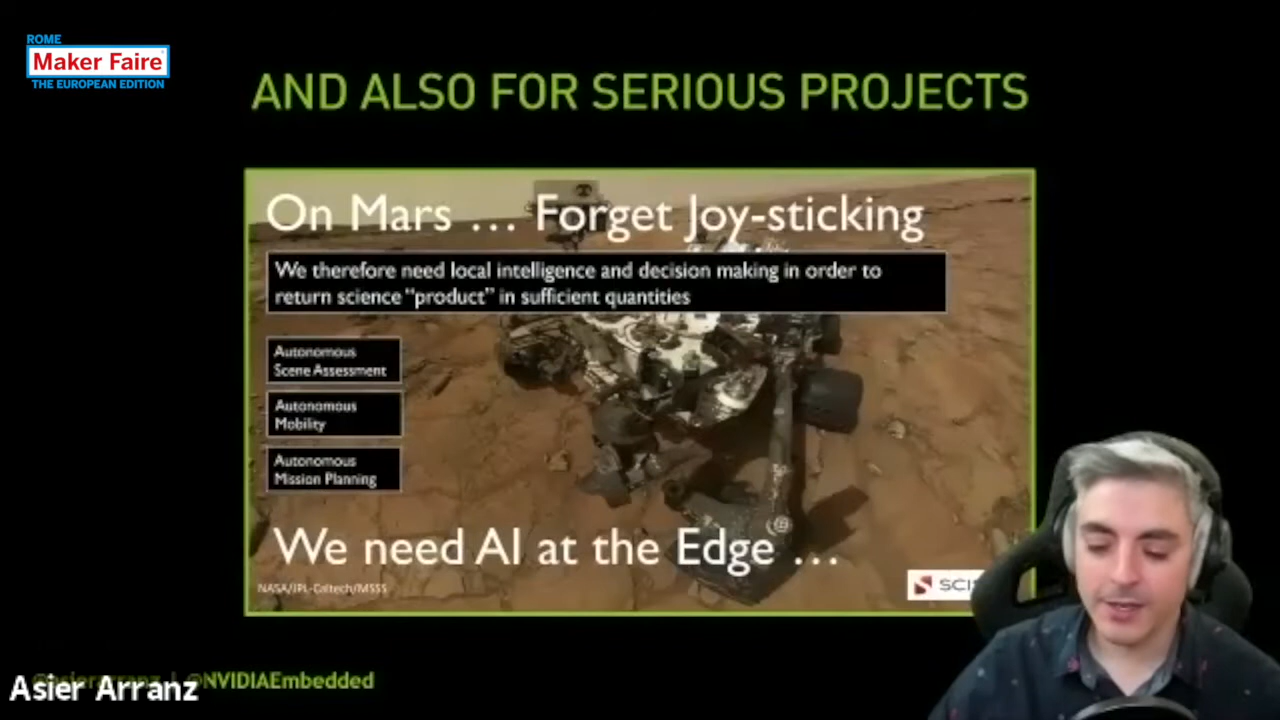 ROME
Maker Faire
THE EUROPEAN EDITION
AND ALSO FOR SERIOUS PROJECTS
On Mars ... Forget Joy-sticking
We therefore need local intelligence and decision making in order to
return science “product” in sufficient quantities
Autonomous
Scene Assessment
Autonomous
Mobility
Autonomous
Mission Planning
We need AI at the Edge ...
NASA/JPL-Caltech/MSSS
SCI
@NVIDIAEmbedded
Asier Arranz